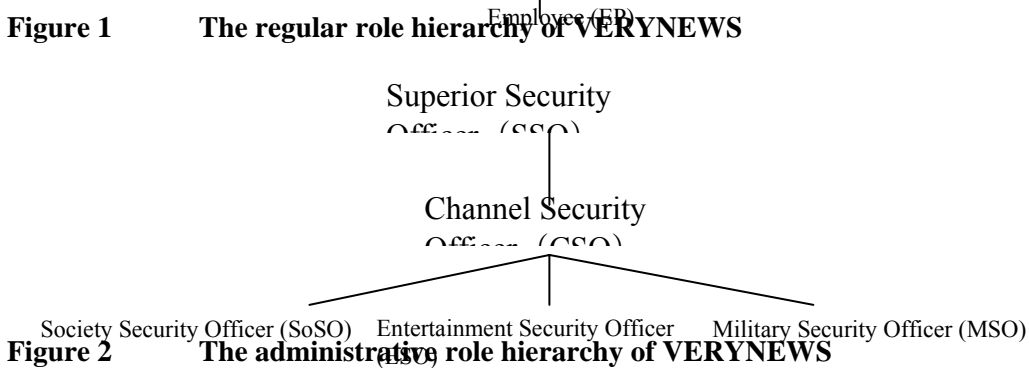 Employee (EP)
Figure 1 The regular role hierarchy of VERYNEWS
Superior Security
Officer (SSO)
Channel Security
Officer (CSO)
Society Security Officer (SoSO) Entertainment Security Officer Military Security Officer (MSO)
(ESO)
Figure 2 The administrative role hierarchy of VERYNEWS